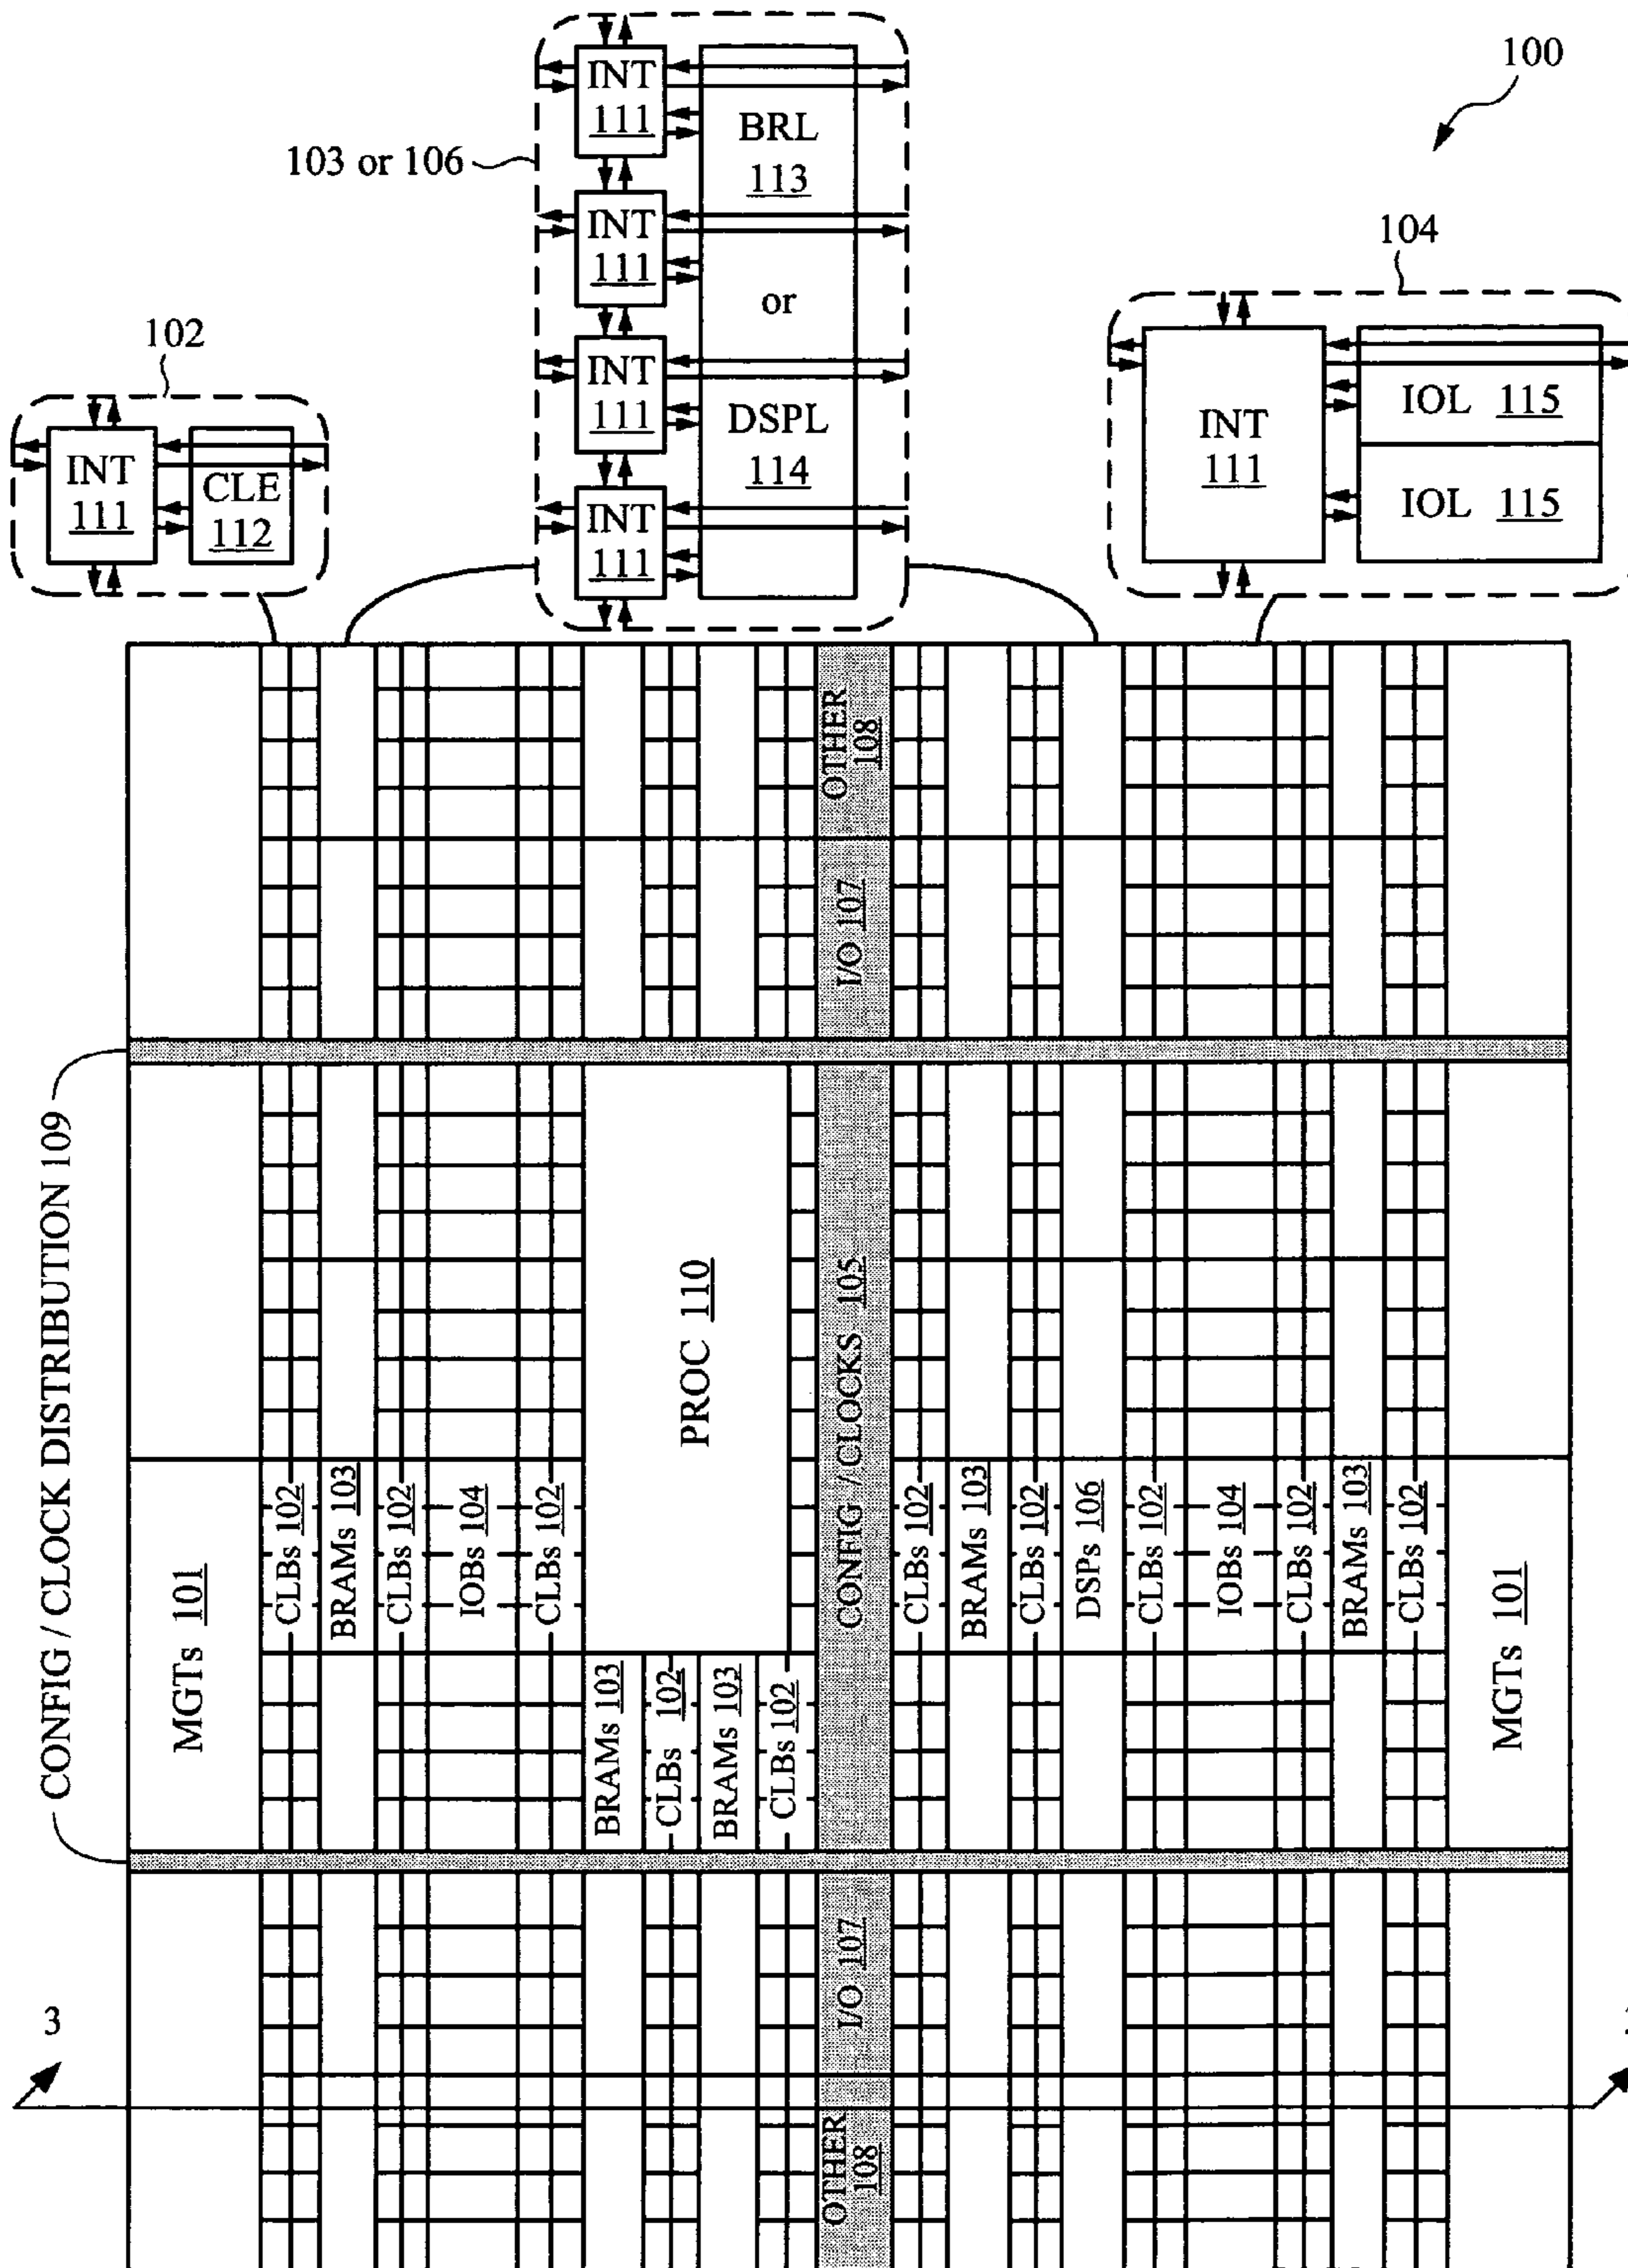 100
INT
111
BRL
113
103 or 106
INT
111
or
INT
111
DSPL
114
INT
111
104
INT
111
IOL 115
IOL 115
102
INT
111
CLE
112
OTHER
108
I/O 107
CONFIG / CLOCK DISTRIBUTION 109
PROC 110
CONFIG / CLOCKS 105
MGTs 101
CLBs 102
BRAMs 103
CLBs 102
IOBs 104
CLBs 102
BRAMs 103
CLBs 102
BRAMs 103
CLBs 102
CLBs 102
BRAMs 103
CLBs 102
DSPs 106
CLBs 102
IOBs 104
CLBs 102
BRAMs 103
CLBs 102
MGTs 101
I/O 107
3
OTHER
108